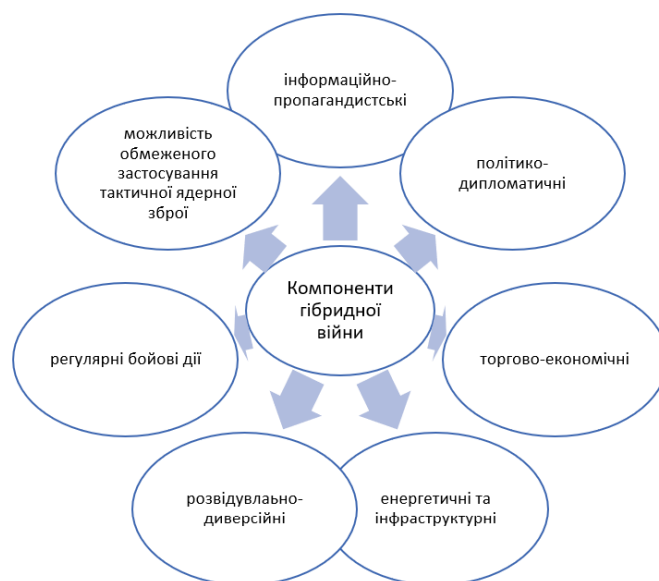 інформаційно-
пропагандистські
можливість
обмеженого
застосування
тактичної ядерної
зброї
політико-
дипломатичні
Компоненти
гібридної
війни
регулярні бойові дії
торгово-економічні
розвідувлаьно-
диверсійні
енергетичні та
інфраструктурні